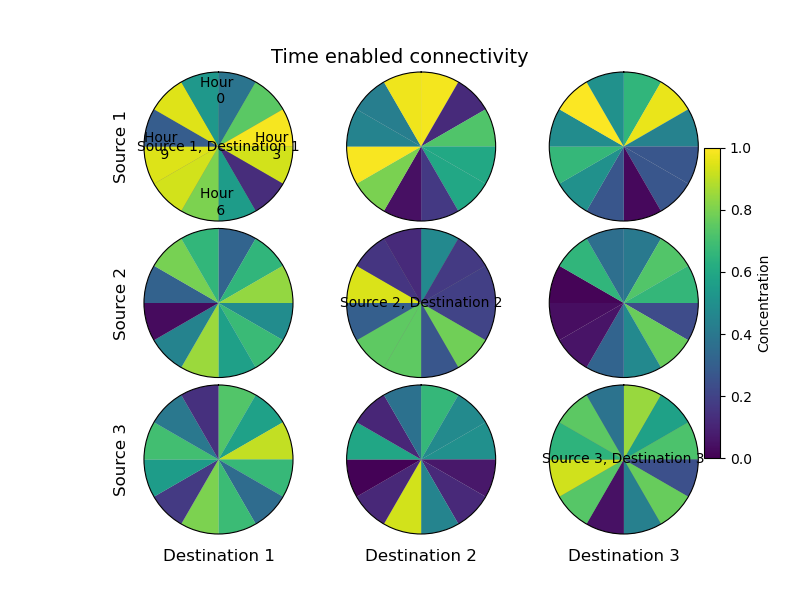 Time enabled connectivity
Source 1
Hour
0
Hour
9
Source 1, Destination 1
Hour
3
Hour
6
1.0
0.8
0.6
0.4
0.2
0.0
Concentration
Source 2
Source 2, Destination 2
Source 3
Source 3, Destination 3
Destination 1
Destination 2
Destination 3